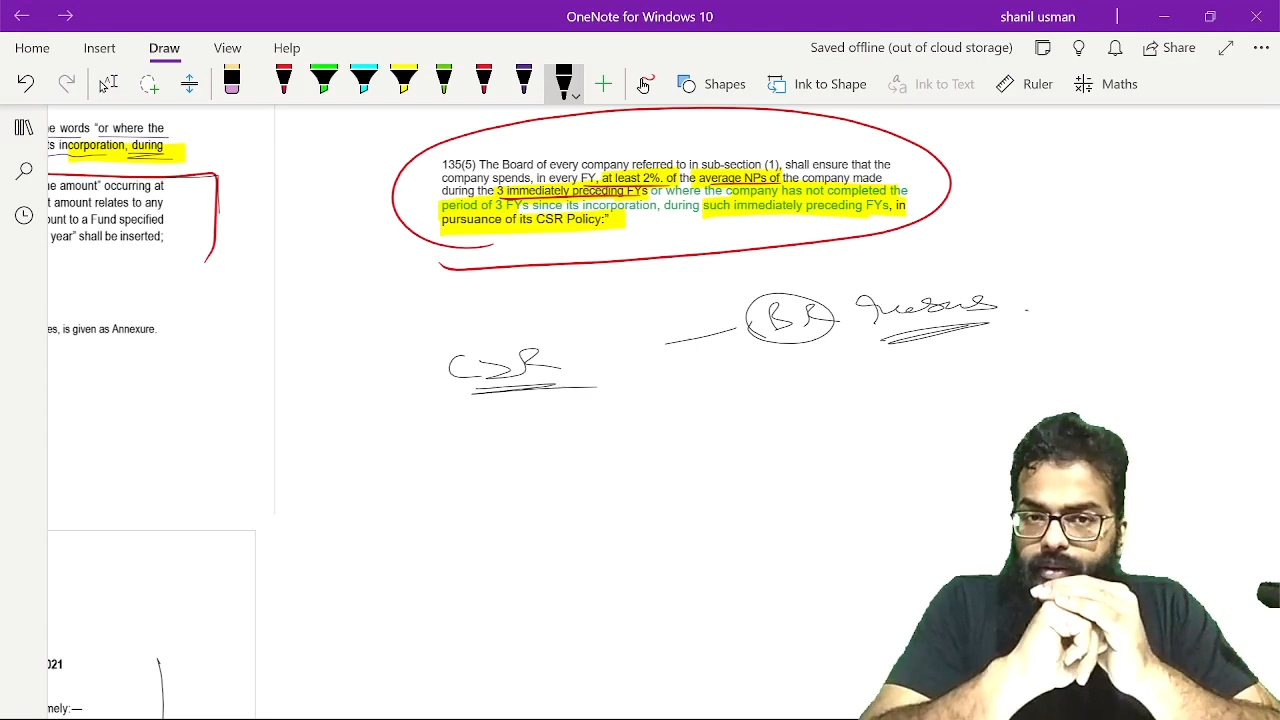 OneNote for Windows 10
shanil usman
Home Insert Draw View Help
Saved offline (out of cloud storage)
Share
Shapes
Ink to Shape
Ink to Text
Ruler
Maths
e words “or where the
s incorporation, during
e amount” occurring at
t amount relates to any
ount to a Fund specified
year” shall be inserted;
es, is given as Annexure.
021
mely:—
135(5) The Board of every company referred to in sub-section (1), shall ensure that the
company spends, in every FY, at least 2%. of the average NPs of the company made
during the 3 immediately preceding FYs or where the company has not completed the
period of 3 FYs since its incorporation, during such immediately preceding FYs, in
pursuance of its CSR Policy:”
BR
CSR